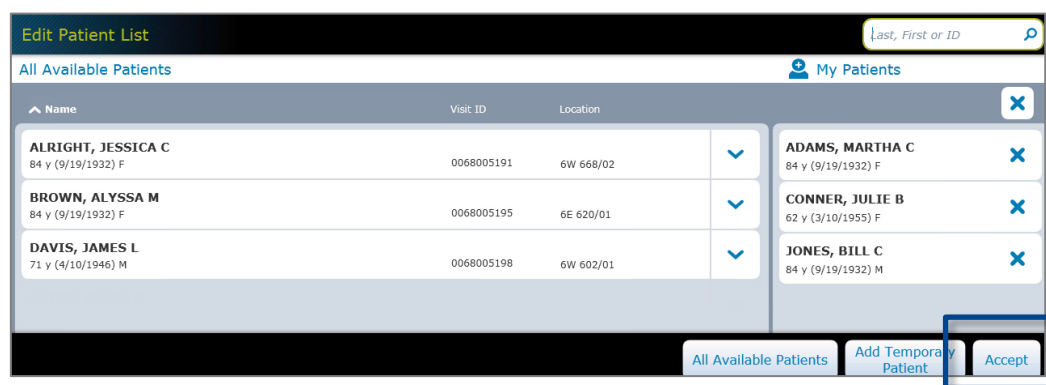 Edit Patient List
Last, First or ID
All Available Patients
My Patients
Name Visit ID Location
ALRIGHT, JESSICA C
84 y (9/19/1932) F 0068005191 6W 668/02
BROWN, ALYSSA M
84 y (9/19/1932) F 0068005195 6E 620/01
DAVIS, JAMES L
71 y (4/10/1946) M 0068005198 6W 602/01
ADAMS, MARTHA C
84 y (9/19/1932) F
CONNER, JULIE B
62 y (3/10/1955) F
JONES, BILL C
84 y (9/19/1932) M
All Available Patients
Add Temporary
Patient
Accept